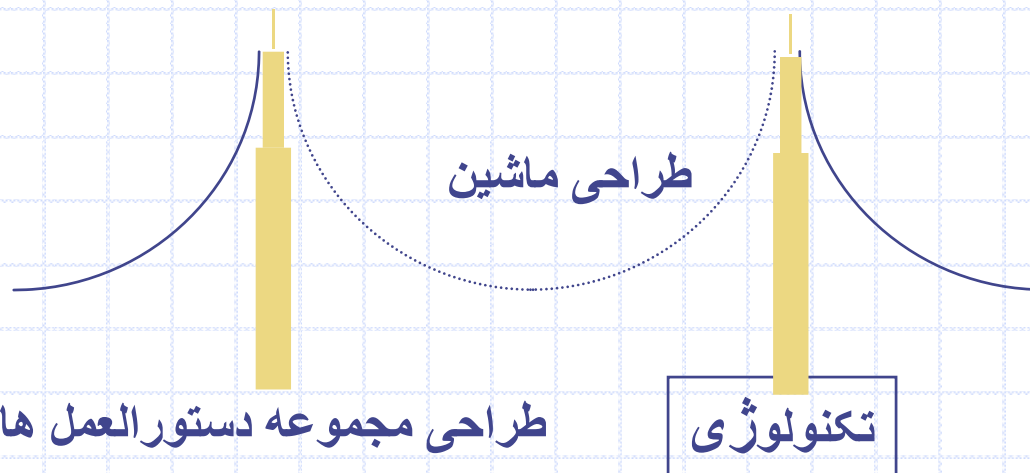 طراحی ماشین
تکنولوژی
طراحی مجموعه دستورالعمل ها